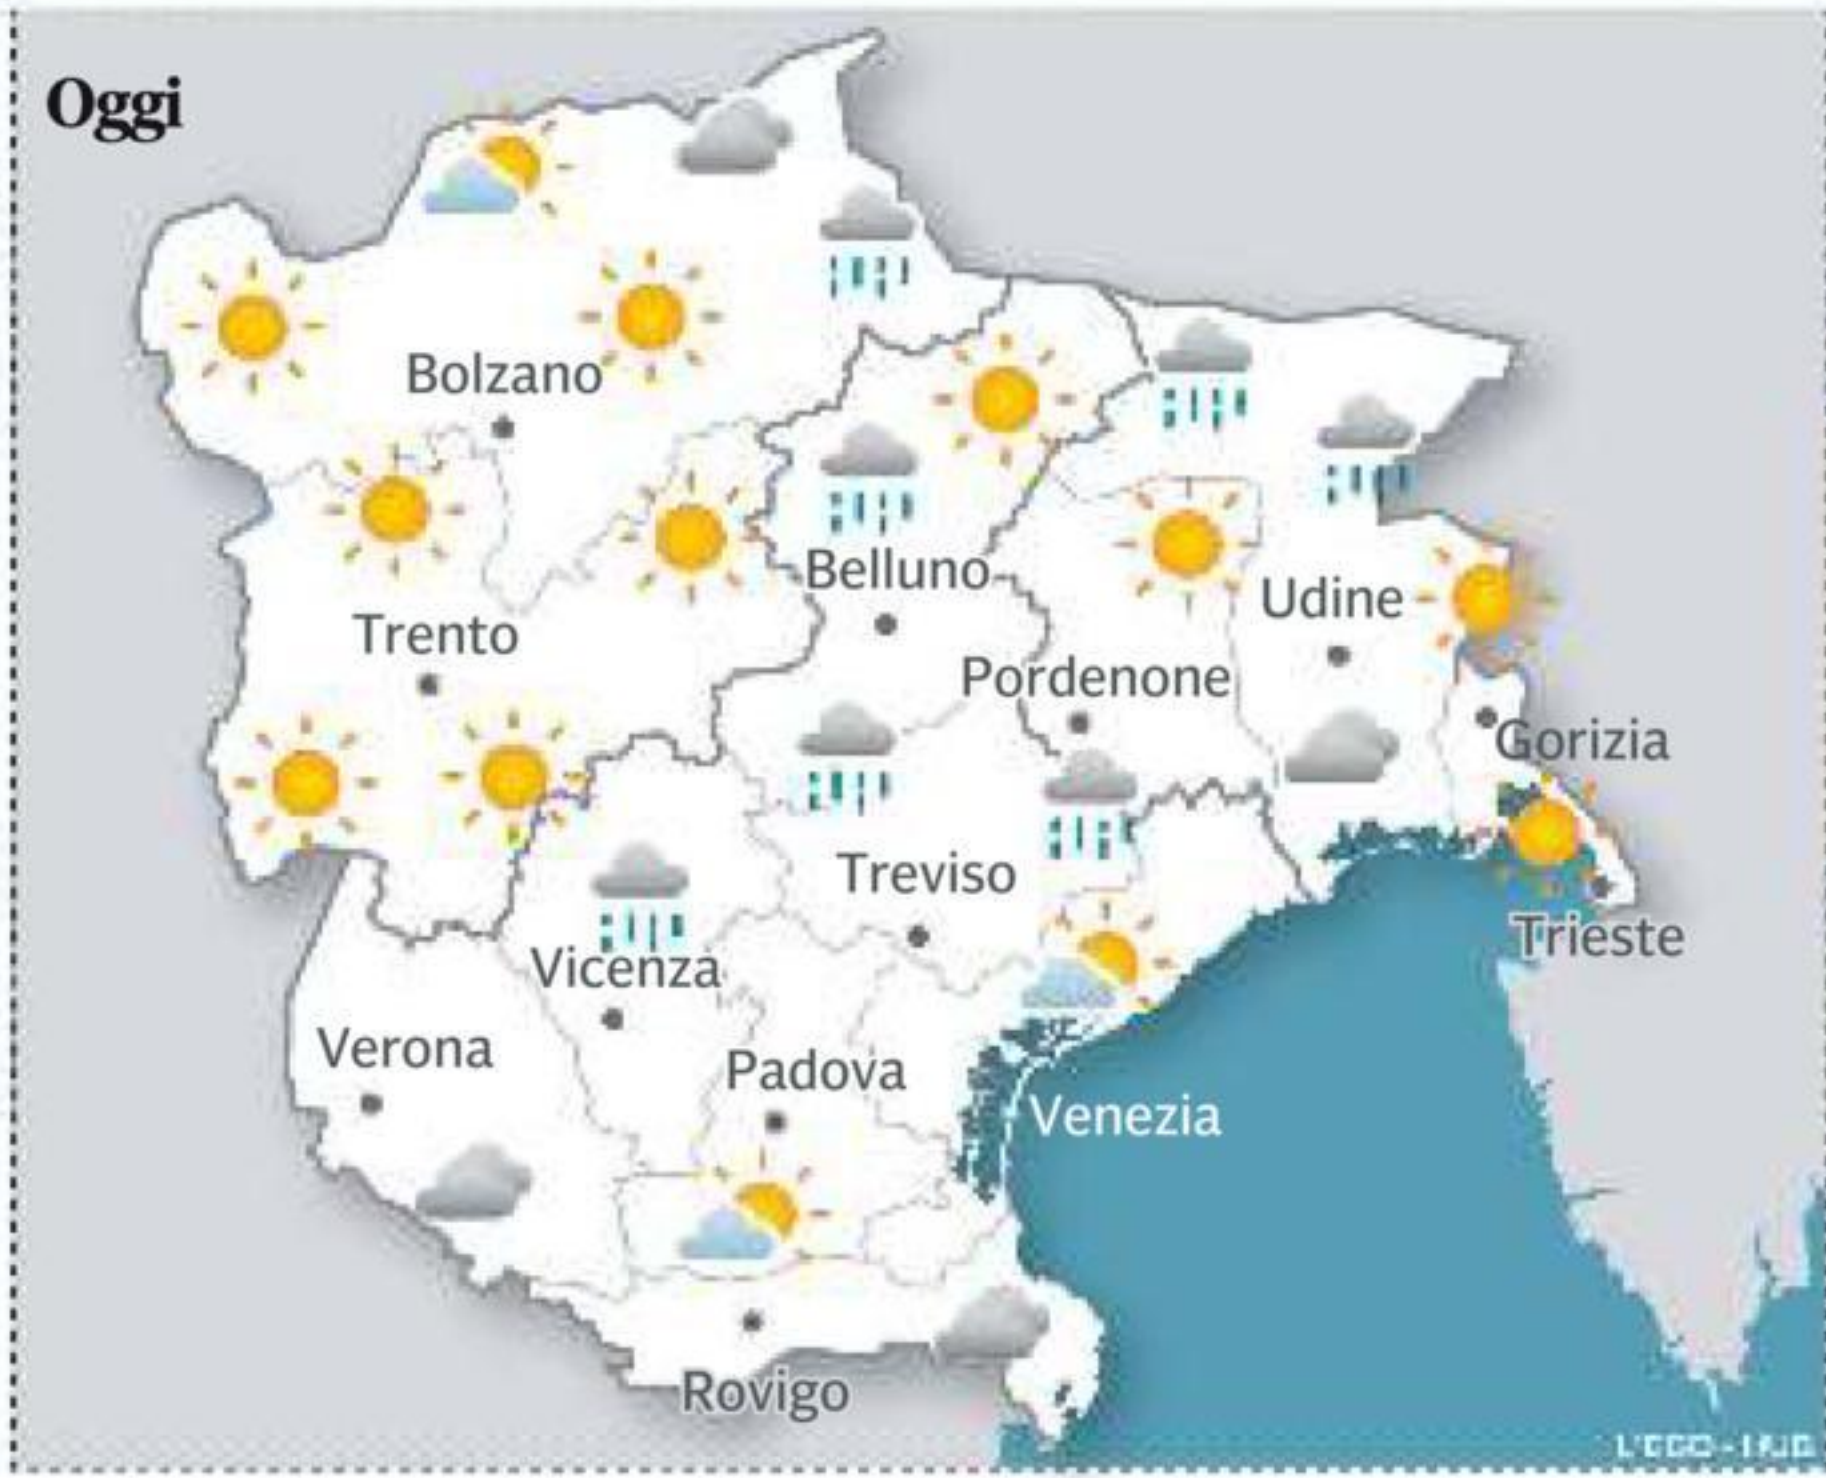 Oggi
Bolzano
Trento
Belluno
Udine
Pordenone
Gorizia
Treviso
Trieste
Vicenza
Verona
Padova
Venezia
Rovigo